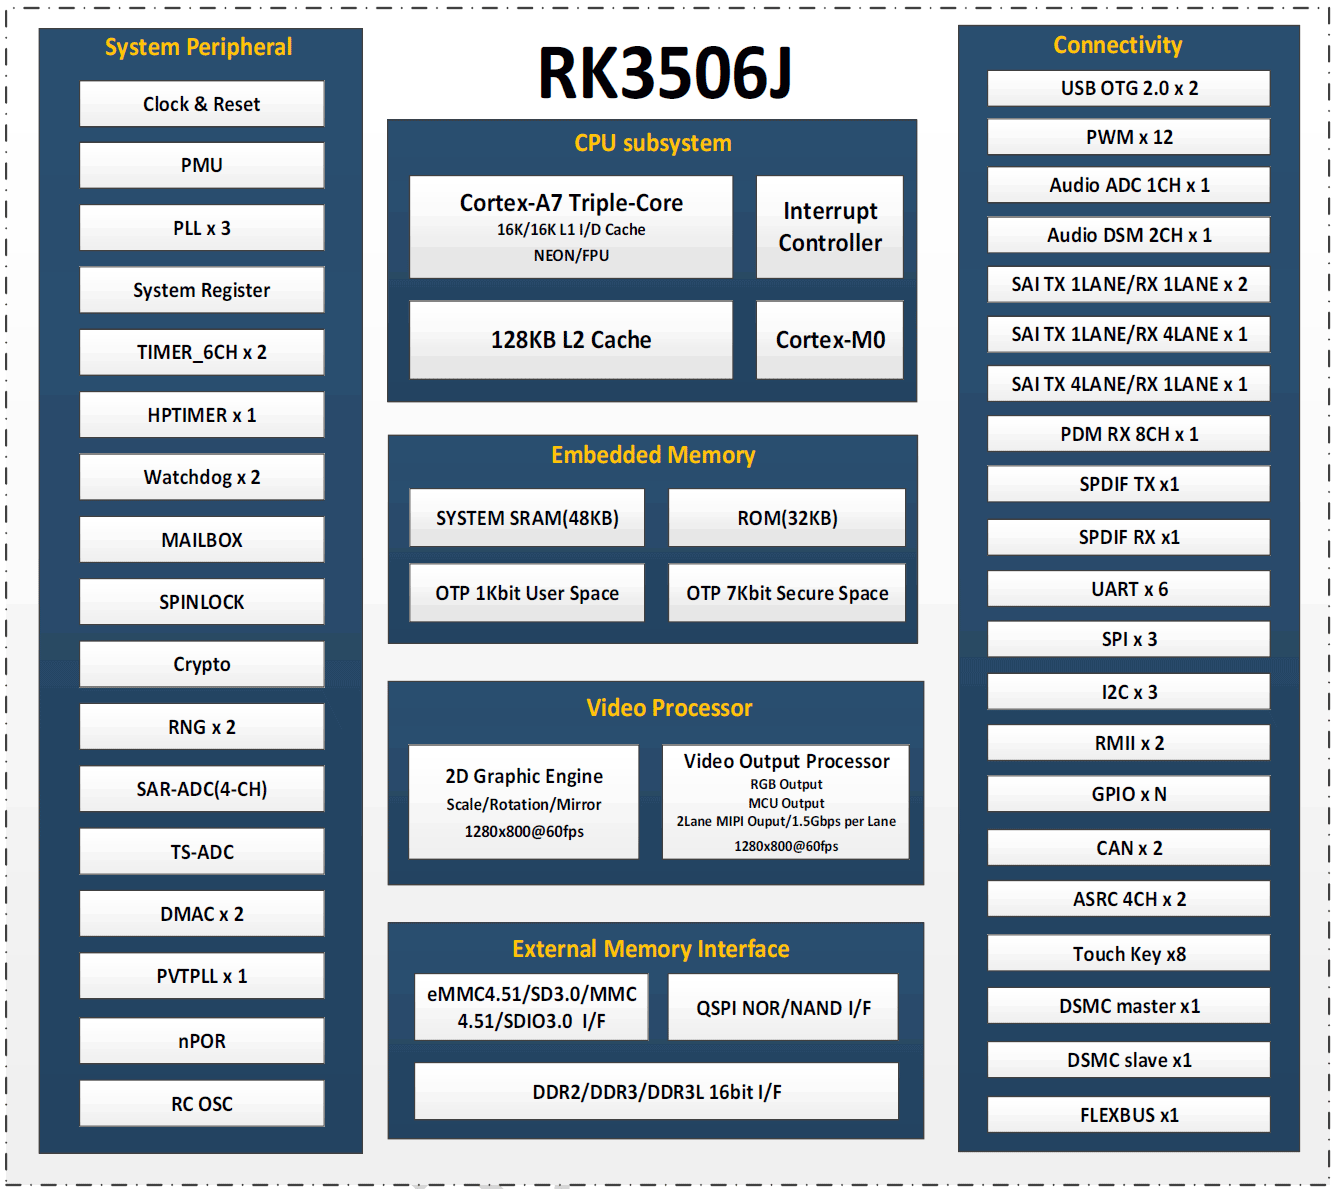 System Peripheral
Clock & Reset
PMU
PLL x 3
System Register
TIMER_6CH x 2
HPTIMER x 1
Watchdog x 2
MAILBOX
SPINLOCK
Crypto
RNG x 2
SAR-ADC(4-CH)
TS-ADC
DMAC x 2
PVTPLL x 1
nPOR
RC OSC
RK3506J
CPU subsystem
Cortex-A7 Triple-Core
16K/16K L1 I/D Cache
NEON/FPU
Interrupt
Controller
128KB L2 Cache
Cortex-M0
Embedded Memory
SYSTEM SRAM(48KB)
ROM(32KB)
OTP 1Kbit User Space
OTP 7Kbit Secure Space
Video Processor
2D Graphic Engine
Scale/Rotation/Mirror
1280x800@60fps
Video Output Processor
RGB Output
MCU Output
2Lane MIPI Ouput/1.5Gbps per Lane
1280x800@60fps
External Memory Interface
eMMC4.51/SD3.0/MMC
4.51/SDIO3.0 I/F
QSPI NOR/NAND I/F
DDR2/DDR3/DDR3L 16bit I/F
Connectivity
USB OTG 2.0 x 2
PWM x 12
Audio ADC 1CH x 1
Audio DSM 2CH x 1
SAI TX 1LANE/RX 1LANE x 2
SAI TX 1LANE/RX 4LANE x 1
SAI TX 4LANE/RX 1LANE x 1
PDM RX 8CH x 1
SPDIF TX x1
SPDIF RX x1
UART x 6
SPI x 3
I2C x 3
RMII x 2
GPIO x N
CAN x 2
ASRC 4CH x 2
Touch Key x8
DSMC master x1
DSMC slave x1
FLEXBUS x1